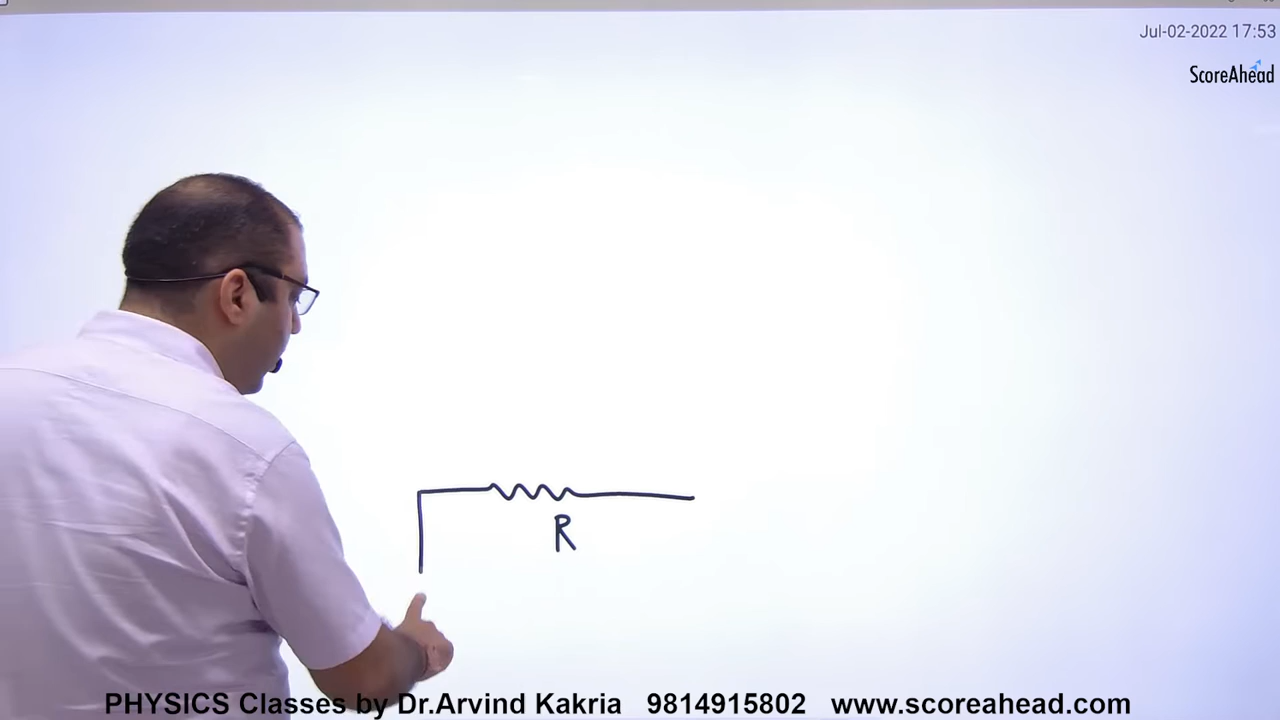 Jul-02-2022 17:53
ScoreAhead
R
PHYSICS Classes by Dr.Arvind Kakria 9814915802 www.scoreahead.com